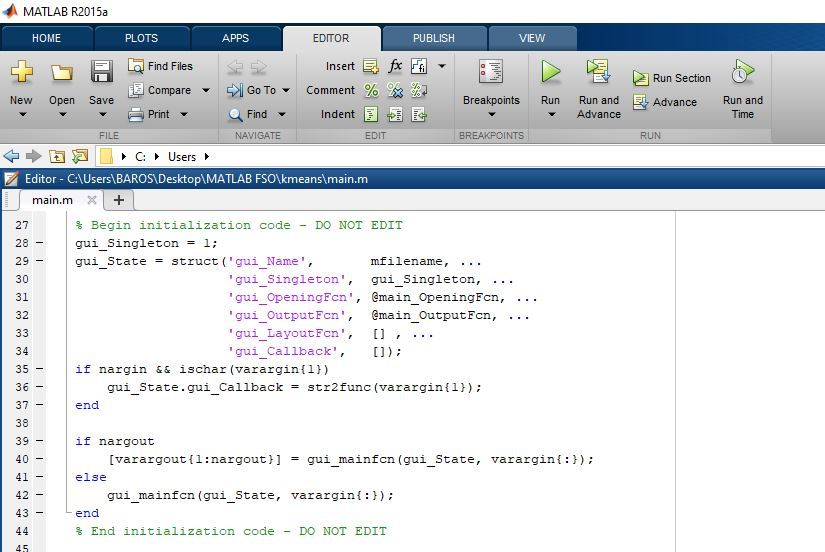 MATLAB R2015a
HOME PLOTS APPS EDITOR PUBLISH VIEW
New Open Save Find Files Compare Print
Go To Find
Insert fx
Comment
Indent
Breakpoints
Run Run and Advance Run Section Advance Run and Time
FILE NAVIGATE EDIT BREAKPOINTS RUN
C: Users
Editor - C:\Users\BAROS\Desktop\MATLAB FSO\kmeans\main.m
main.m
27 % Begin initialization code - DO NOT EDIT
28 - gui_Singleton = 1;
29 - gui_State = struct('gui_Name',       mfilename, ...
30                    'gui_Singleton',  gui_Singleton, ...
31                    'gui_OpeningFcn', @main_OpeningFcn, ...
32                    'gui_OutputFcn',  @main_OutputFcn, ...
33                    'gui_LayoutFcn',  [] , ...
34                    'gui_Callback',   []);
35 - if nargin && ischar(varargin{1})
36 -     gui_State.gui_Callback = str2func(varargin{1});
37 - end
38
39 - if nargout
40 -     [varargout{1:nargout}] = gui_mainfcn(gui_State, varargin{:});
41 - else
42 -     gui_mainfcn(gui_State, varargin{:});
43 - end
44 % End initialization code - DO NOT EDIT
45